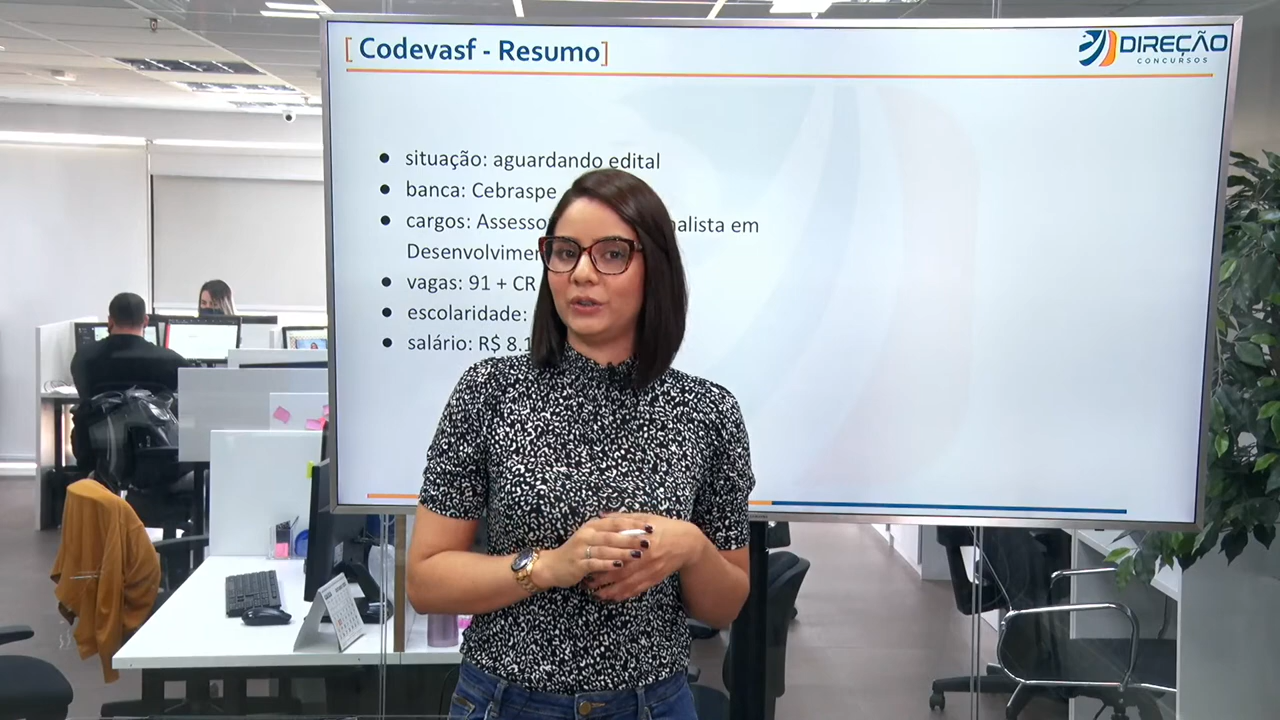 [ Codevasf - Resumo]
DIREÇÃO
CONCURSOS
● situação: aguardando edital
● banca: Cebraspe
● cargos: Assesso nalista em
Desenvolvimen
● vagas: 91 + CR
● escolaridade:
● salário: R$ 8.1